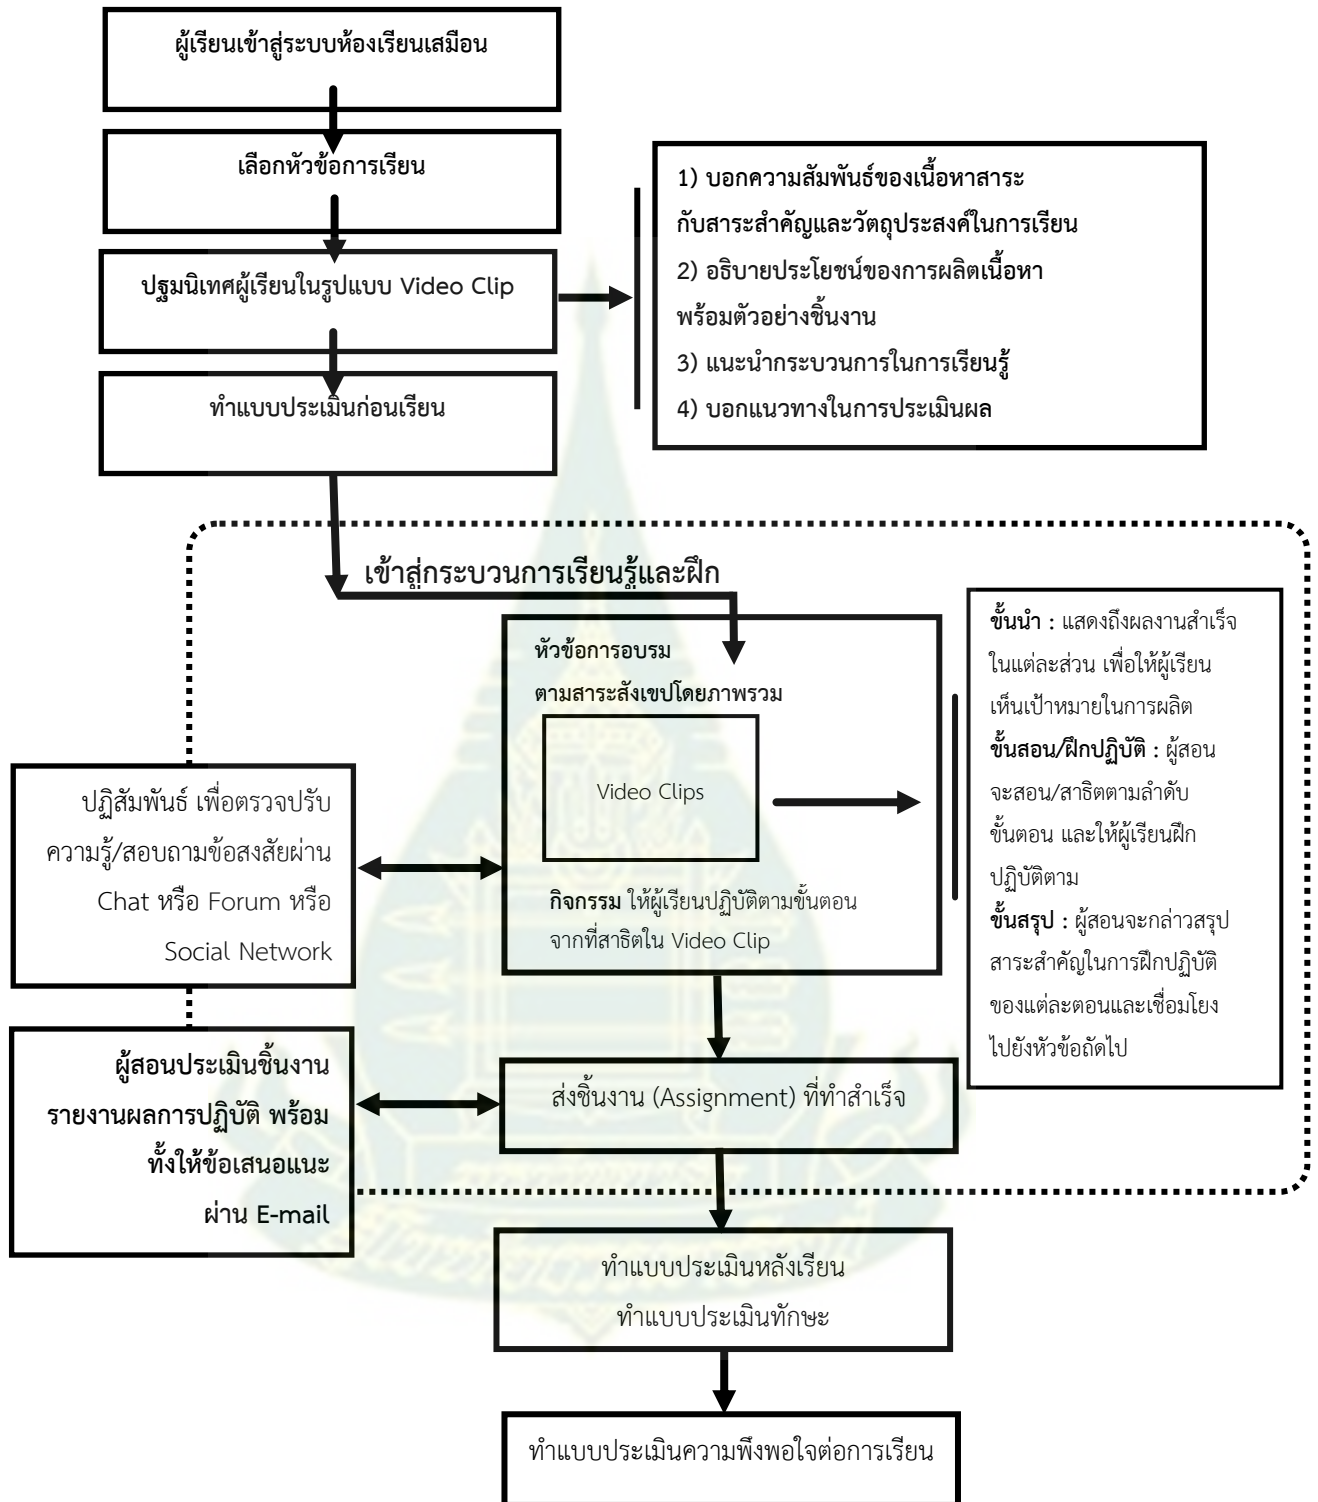 ผู้เรียนเข้าสู่ระบบห้องเรียนเสมือน
เลือกหัวข้อการเรียน
ปฐมนิเทศผู้เรียนในรูปแบบ Video Clip
1) บอกความสัมพันธ์ของเนื้อหาสาระ
กับสาระสำคัญและวัตถุประสงค์ในการเรียน
2) อธิบายประโยชน์ของการผลิตเนื้อหา
พร้อมตัวอย่างชิ้นงาน
3) แนะนำกระบวนการในการเรียนรู้
4) บอกแนวทางในการประเมินผล
ทำแบบประเมินก่อนเรียน
เข้าสู่กระบวนการเรียนรู้และฝึก
หัวข้อการอบรม
ตามสาระสังเขปโดยภาพรวม
Video Clips
กิจกรรม ให้ผู้เรียนปฏิบัติตามขั้นตอน
จากที่สาธิตใน Video Clip
ขั้นนำ : แสดงถึงผลงานสำเร็จ
ในแต่ละส่วน เพื่อให้ผู้เรียน
เห็นเป้าหมายในการผลิต
ขั้นสอน/ฝึกปฏิบัติ : ผู้สอน
จะสอน/สาธิตตามลำดับ
ขั้นตอน และให้ผู้เรียนฝึก
ปฏิบัติตาม
ขั้นสรุป : ผู้สอนจะกล่าวสรุป
สาระสำคัญในการฝึกปฏิบัติ
ของแต่ละตอนและเชื่อมโยง
ไปยังหัวข้อถัดไป
ปฏิสัมพันธ์ เพื่อตรวจปรับ
ความรู้/สอบถามข้อสงสัยผ่าน
Chat หรือ Forum หรือ
Social Network
ผู้สอนประเมินชิ้นงาน
รายงานผลการปฏิบัติ พร้อม
ทั้งให้ข้อเสนอแนะ
ผ่าน E-mail
ส่งชิ้นงาน (Assignment) ที่ทำสำเร็จ
ทำแบบประเมินหลังเรียน
ทำแบบประเมินทักษะ
ทำแบบประเมินความพึงพอใจต่อการเรียน